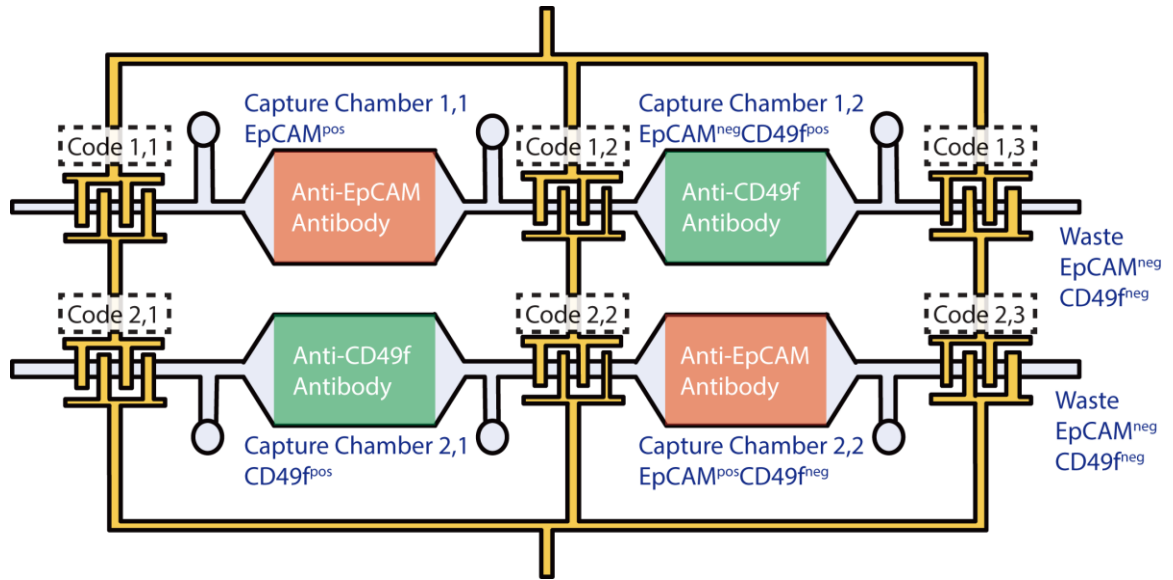 Capture Chamber 1,1
EpCAMᵖᵒˢ
Capture Chamber 1,2
EpCAMⁿᵉᵍCD49fᵖᵒˢ
Code 1,1
Code 1,2
Code 1,3
Anti-EpCAM
Antibody
Anti-CD49f
Antibody
Waste
EpCAMⁿᵉᵍ
CD49fⁿᵉᵍ
Code 2,1
Code 2,2
Code 2,3
Anti-CD49f
Antibody
Anti-EpCAM
Antibody
Waste
EpCAMⁿᵉᵍ
CD49fⁿᵉᵍ
Capture Chamber 2,1
CD49fᵖᵒˢ
Capture Chamber 2,2
EpCAMᵖᵒˢCD49fⁿᵉᵍ